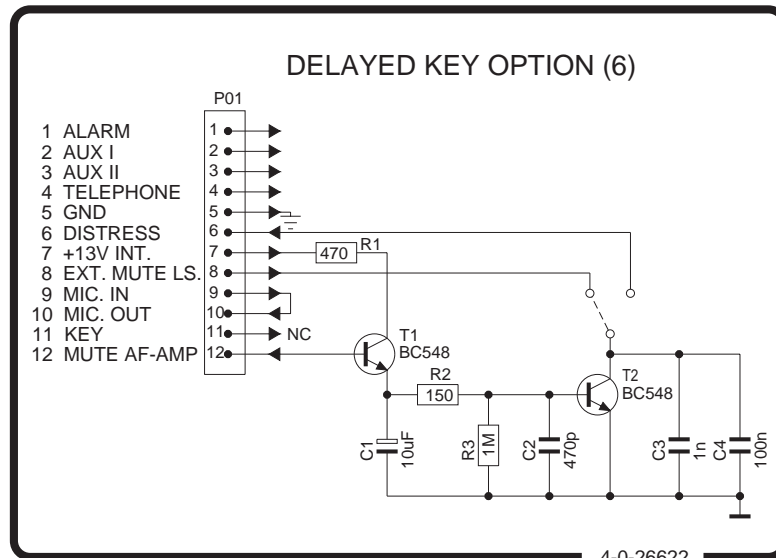 DELAYED KEY OPTION (6)
P01
1 ALARM 1
2 AUX I 2
3 AUX II 3
4 TELEPHONE 4
5 GND 5
6 DISTRESS 6
7 +13V INT. 7
8 EXT. MUTE LS. 8
9 MIC. IN 9
10 MIC. OUT 10
11 KEY 11 NC
12 MUTE AF-AMP 12
R1
470
T1
BC548
R2
150
T2
BC548
C1
10uF
R3
1M
C2
470p
C3
1n
C4
100n
4-0-26622